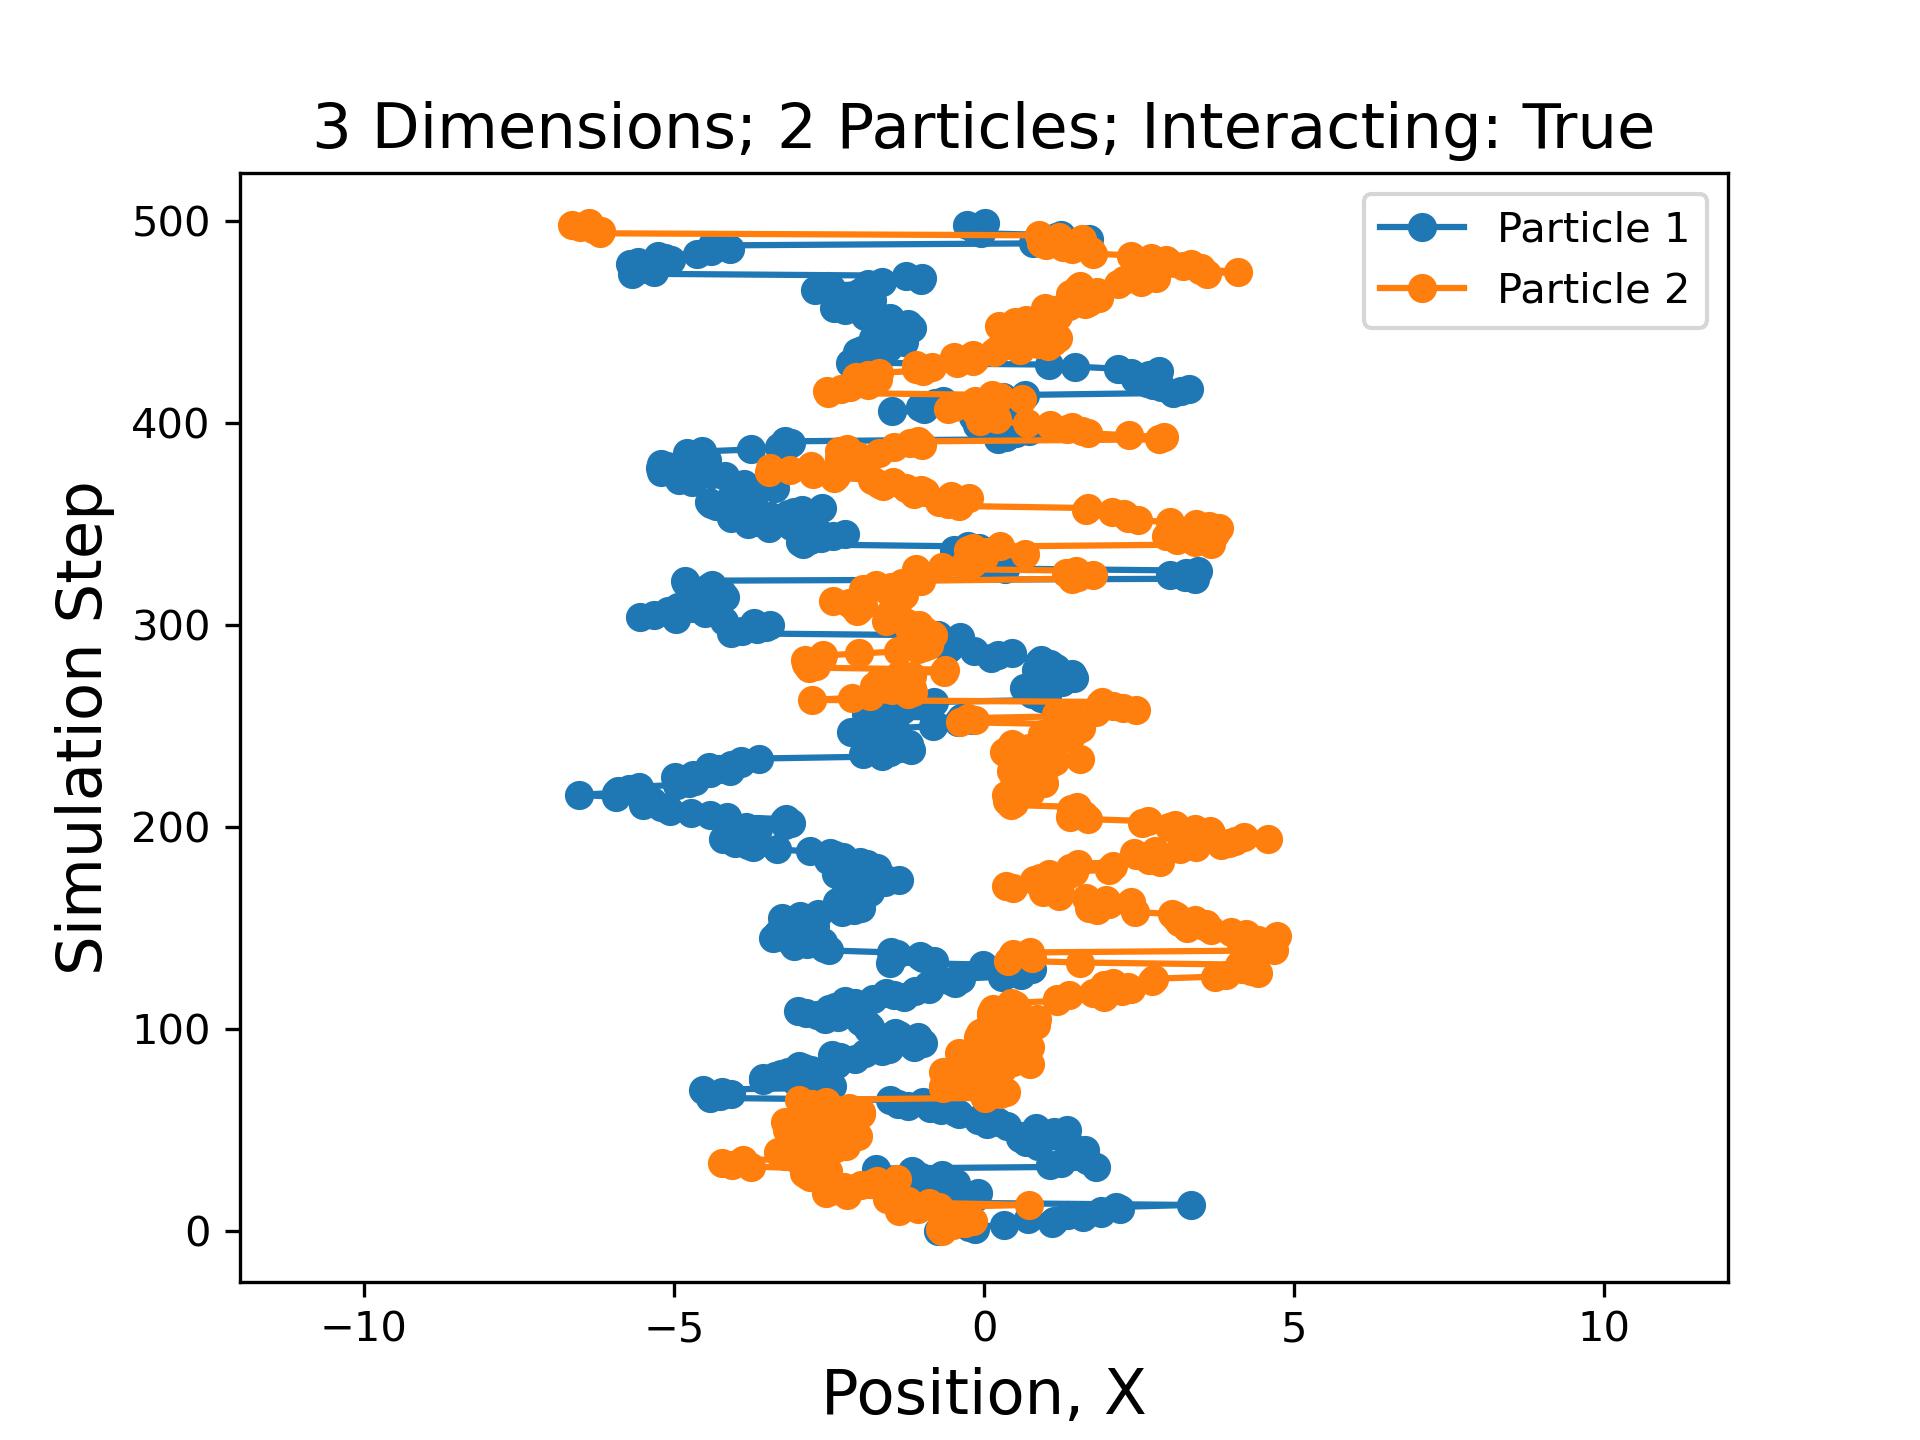 3 Dimensions; 2 Particles; Interacting: True
Particle 1
Particle 2
500
400
300
200
100
0
Simulation Step
−10
−5
0
5
10
Position, X